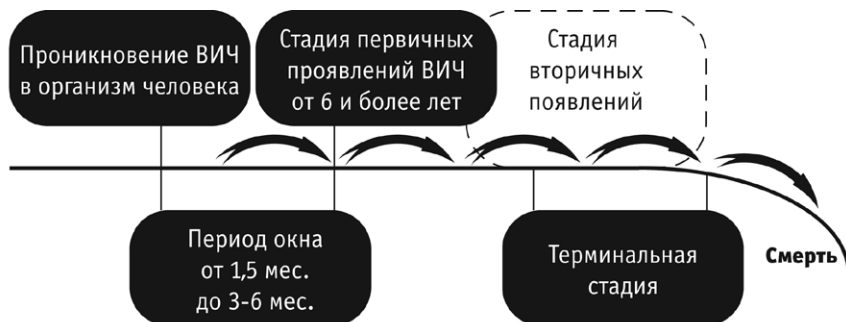 Проникновение ВИЧ
в организм человека
Стадия первичных
проявлений ВИЧ
от 6 и более лет
Стадия
вторичных
появлений
Период окна
от 1,5 мес.
до 3-6 мес.
Терминальная
стадия
Смерть